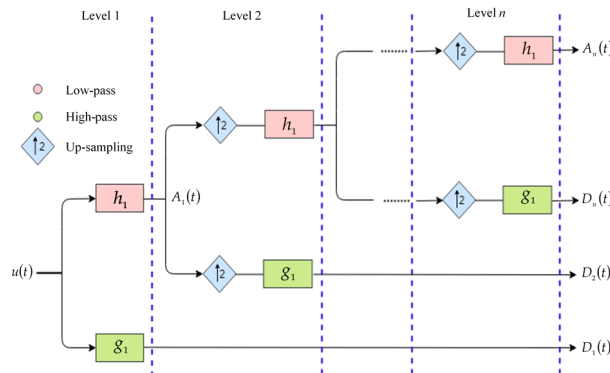 Level 1
Level 2
Level n
Low-pass
High-pass
Up-sampling
↑2
↑2
h₁
Aₙ(t)
↑2
h₁
↑2
g₁
Dₙ(t)
h₁
A₁(t)
u(t)
↑2
g₁
D₂(t)
g₁
D₁(t)